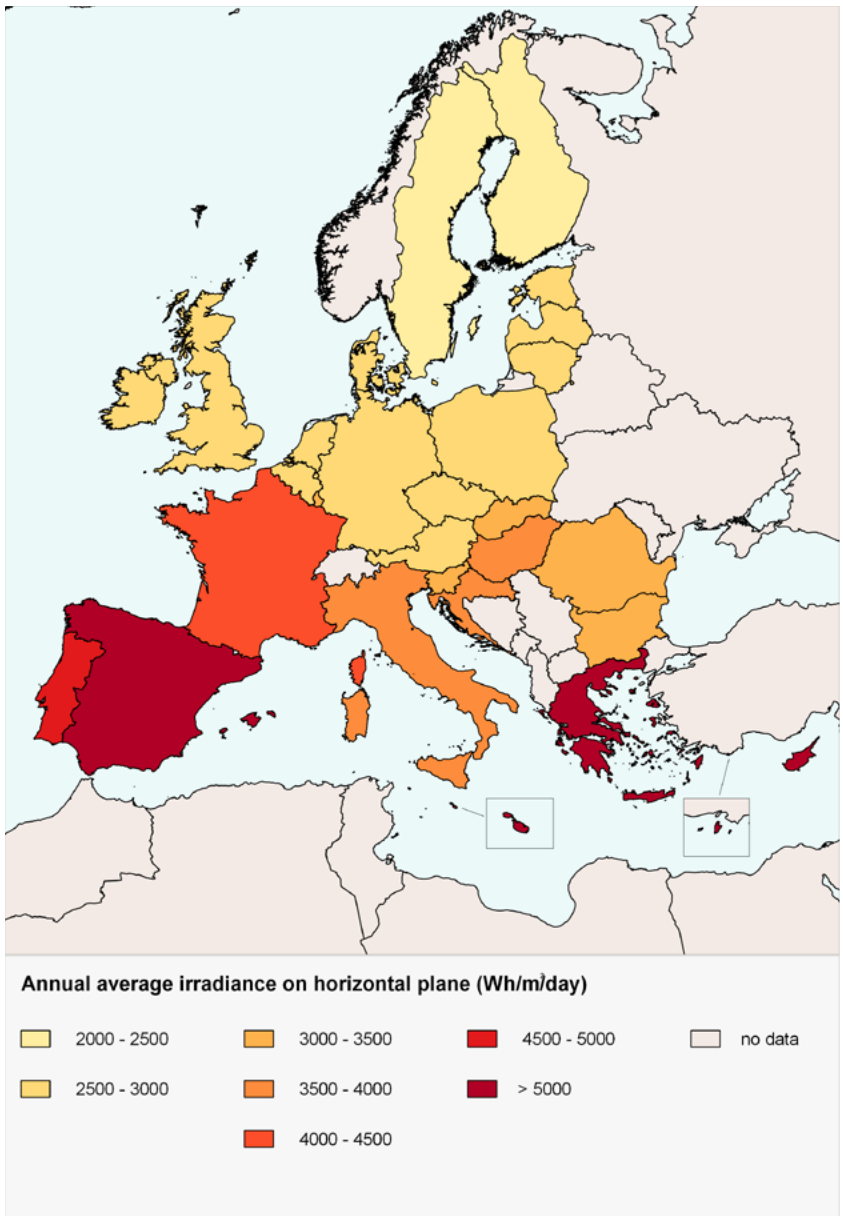 Annual average irradiance on horizontal plane (Wh/m²/day)
2000 - 2500
3000 - 3500
4500 - 5000
no data
2500 - 3000
3500 - 4000
> 5000
4000 - 4500